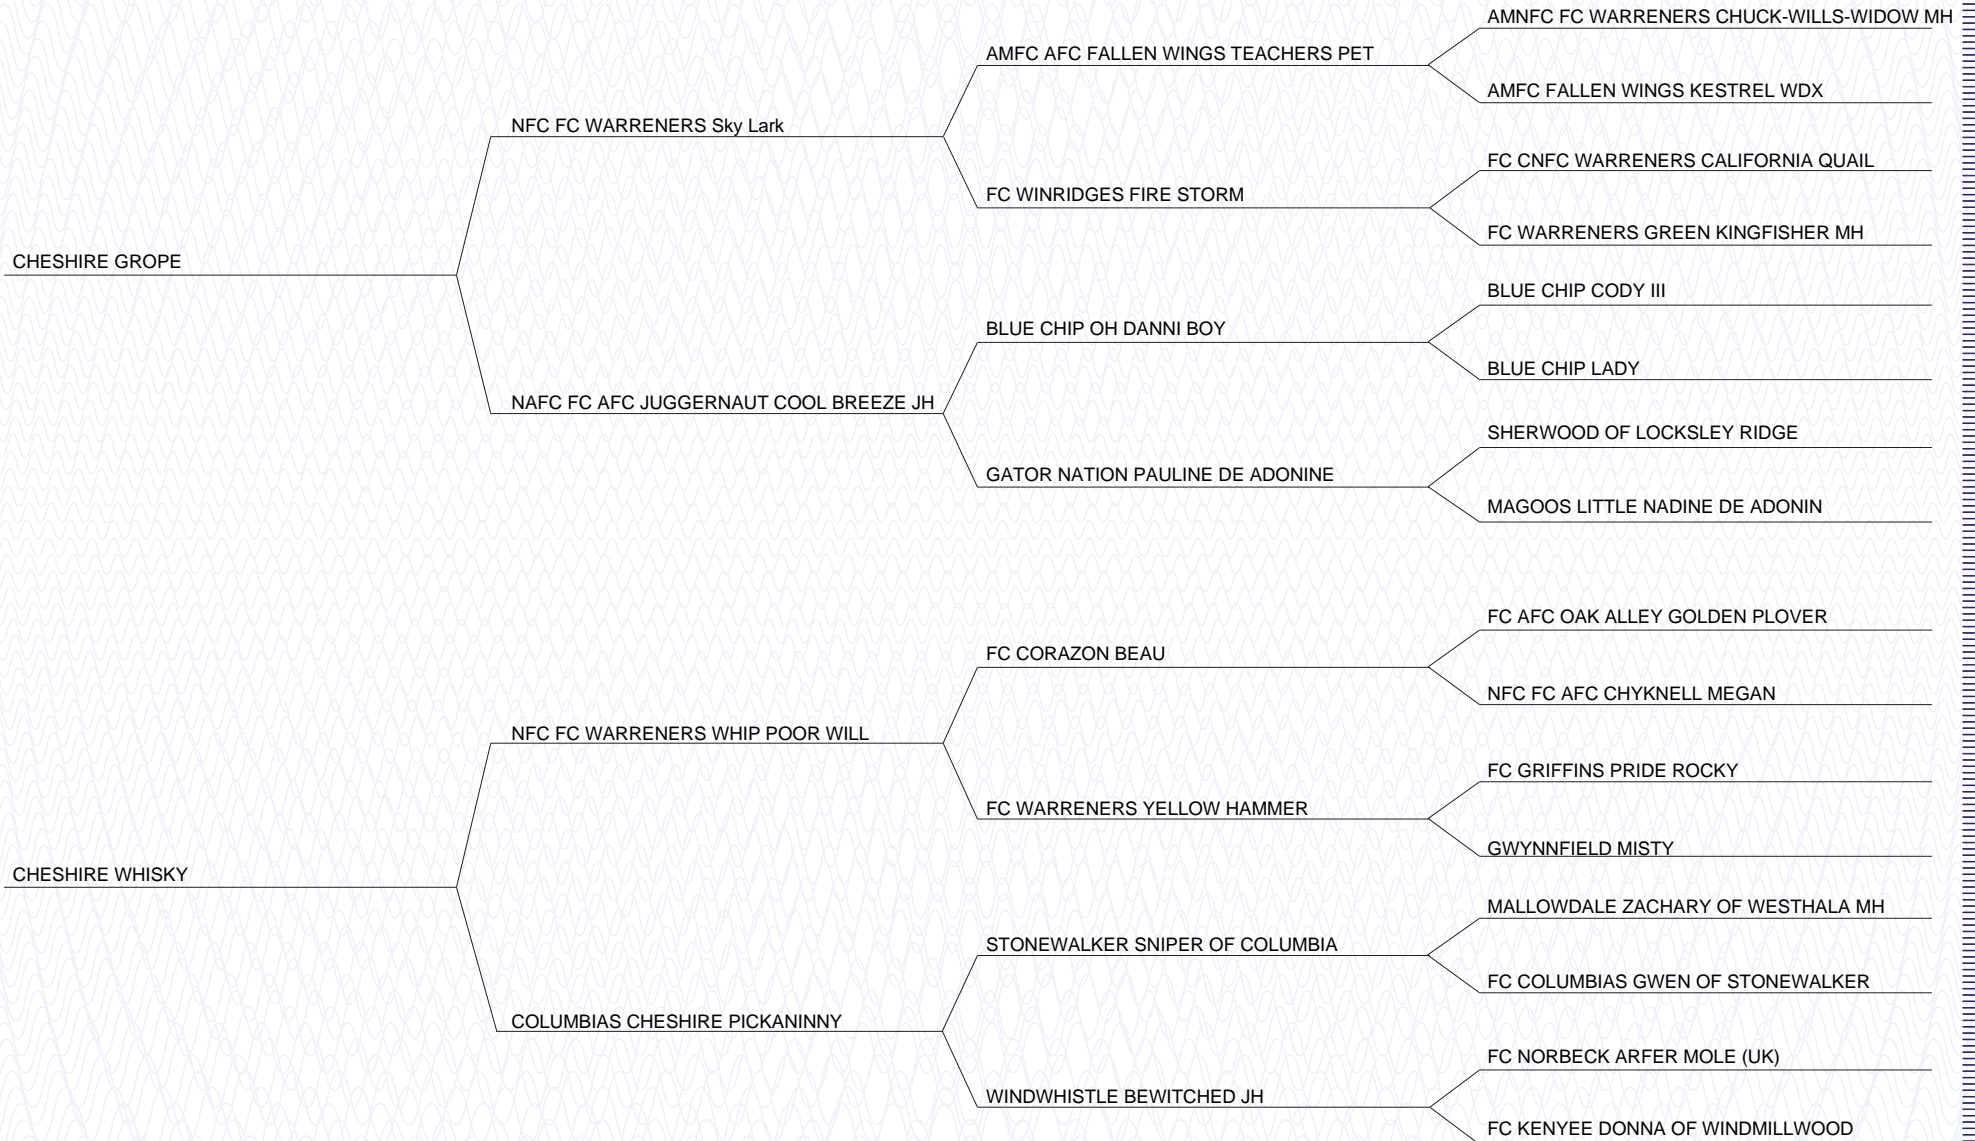 AMNFC FC WARRENERS CHUCK-WILLS-WIDOW MH
AMFC AFC FALLEN WINGS TEACHERS PET
AMFC FALLEN WINGS KESTREL WDX
NFC FC WARRENERS Sky Lark
FC CNFC WARRENERS CALIFORNIA QUAIL
FC WINRIDGES FIRE STORM
FC WARRENERS GREEN KINGFISHER MH
CHESHIRE GROPE
BLUE CHIP CODY III
BLUE CHIP OH DANNI BOY
BLUE CHIP LADY
NAFC FC AFC JUGGERNAUT COOL BREEZE JH
SHERWOOD OF LOCKSLEY RIDGE
GATOR NATION PAULINE DE ADONINE
MAGOOS LITTLE NADINE DE ADONIN
FC AFC OAK ALLEY GOLDEN PLOVER
FC CORAZON BEAU
NFC FC AFC CHYKNELL MEGAN
NFC FC WARRENERS WHIP POOR WILL
FC GRIFFINS PRIDE ROCKY
FC WARRENERS YELLOW HAMMER
GWYNNFIELD MISTY
CHESHIRE WHISKY
MALLOWDALE ZACHARY OF WESTHALA MH
STONEWALKER SNIPER OF COLUMBIA
FC COLUMBIAS GWEN OF STONEWALKER
COLUMBIAS CHESHIRE PICKANINNY
FC NORBECK ARFER MOLE (UK)
WINDWHISTLE BEWITCHED JH
FC KENYEE DONNA OF WINDMILLWOOD